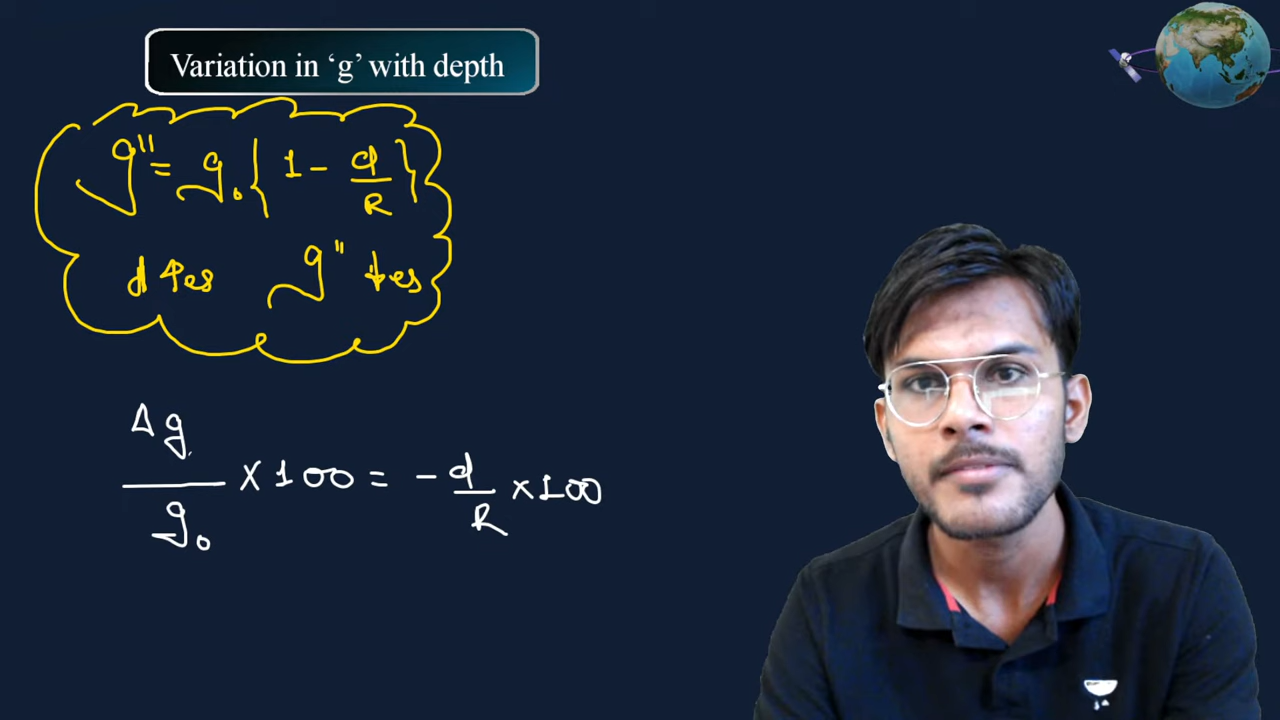 Variation in ‘g’ with depth
g" = g₀{1 - d/R}
d ↑es g" ↓es
Δg/g₀ × 100 = - d/R × 100